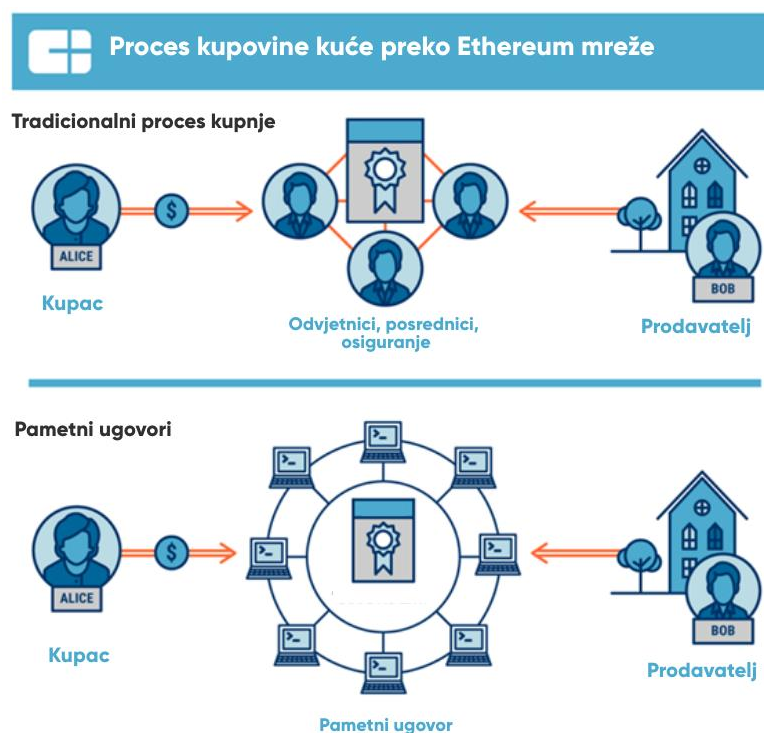 Proces kupovine kuće preko Ethereum mreže
Tradicionalni proces kupnje
$
ALICE
BOB
Kupac
Odvjetnici, posrednici,
osiguranje
Prodavatelj
Pametni ugovori
$
ALICE
BOB
Kupac
Prodavatelj
Pametni ugovor